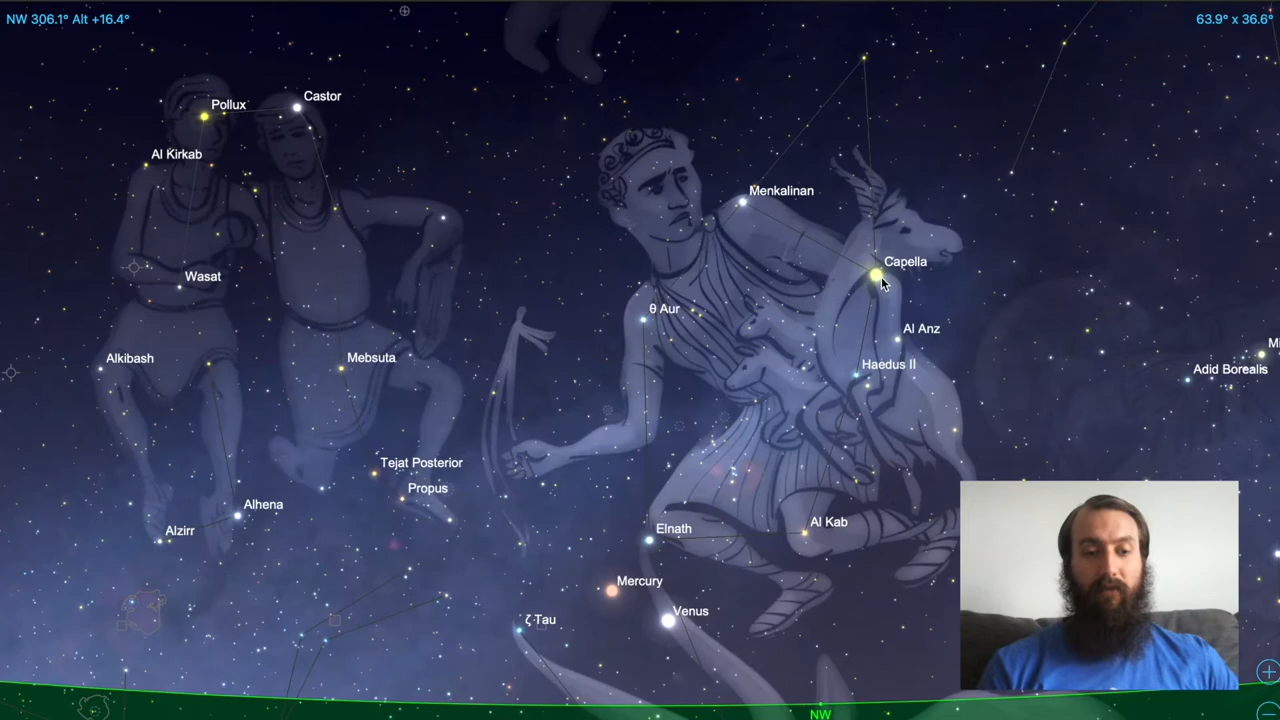 NW 306.1° Alt +16.4°
63.9° x 36.6°
Castor
Pollux
Al Kirkab
Menkalinan
Capella
Wasat
θ Aur
Al Anz
Alkibash
Mebsuta
Haedus II
Adid Borealis
Tejat Posterior
Propus
Alhena
Alzirr
Elnath
Al Kab
Mercury
Venus
ζ Tau
NW